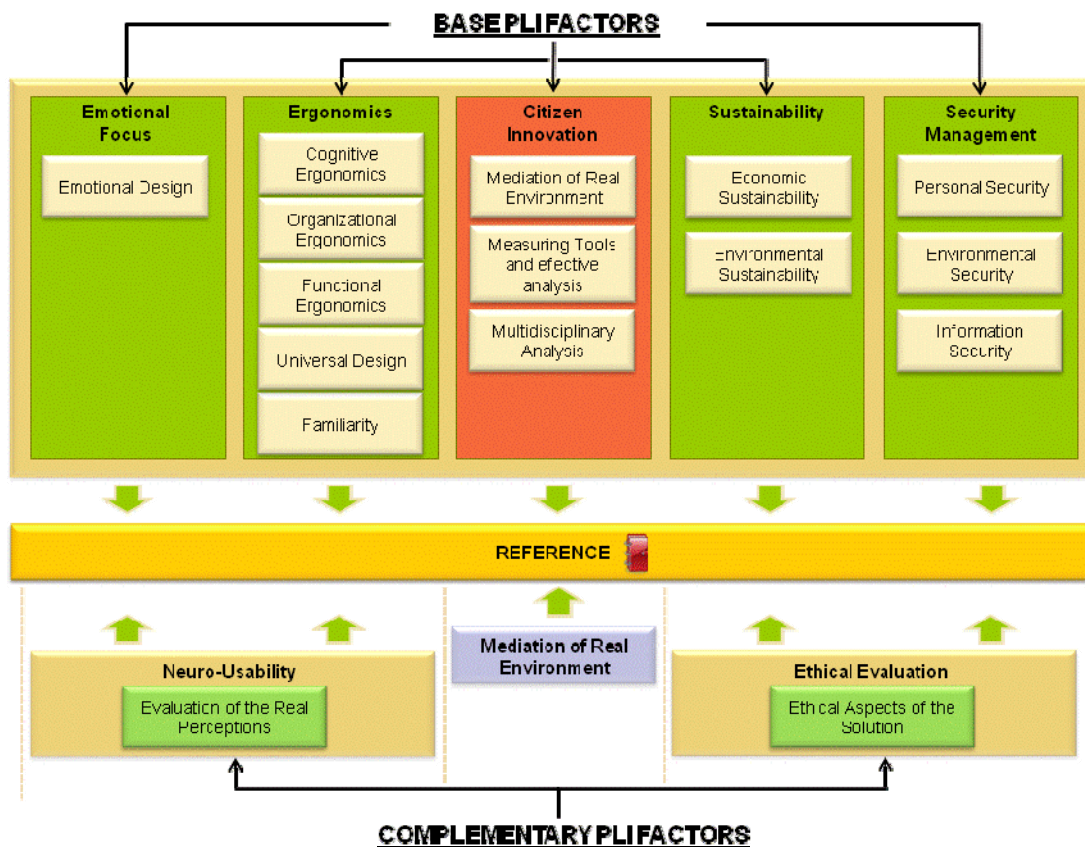 BASE PLI FACTORS
Emotional
Focus
Emotional Design
Ergonomics
Cognitive
Ergonomics
Organizational
Ergonomics
Functional
Ergonomics
Universal Design
Familiarity
Citizen
Innovation
Mediation of Real
Environment
Measuring Tools
and efective
analysis
Multidisciplinary
Analysis
Sustainability
Economic
Sustainability
Environmental
Sustainability
Security
Management
Personal Security
Environmental
Security
Information
Security
REFERENCE
Neuro-Usability
Evaluation of the Real
Perceptions
Mediation of Real
Environment
Ethical Evaluation
Ethical Aspects of the
Solution
COMPLEMENTARY PLI FACTORS